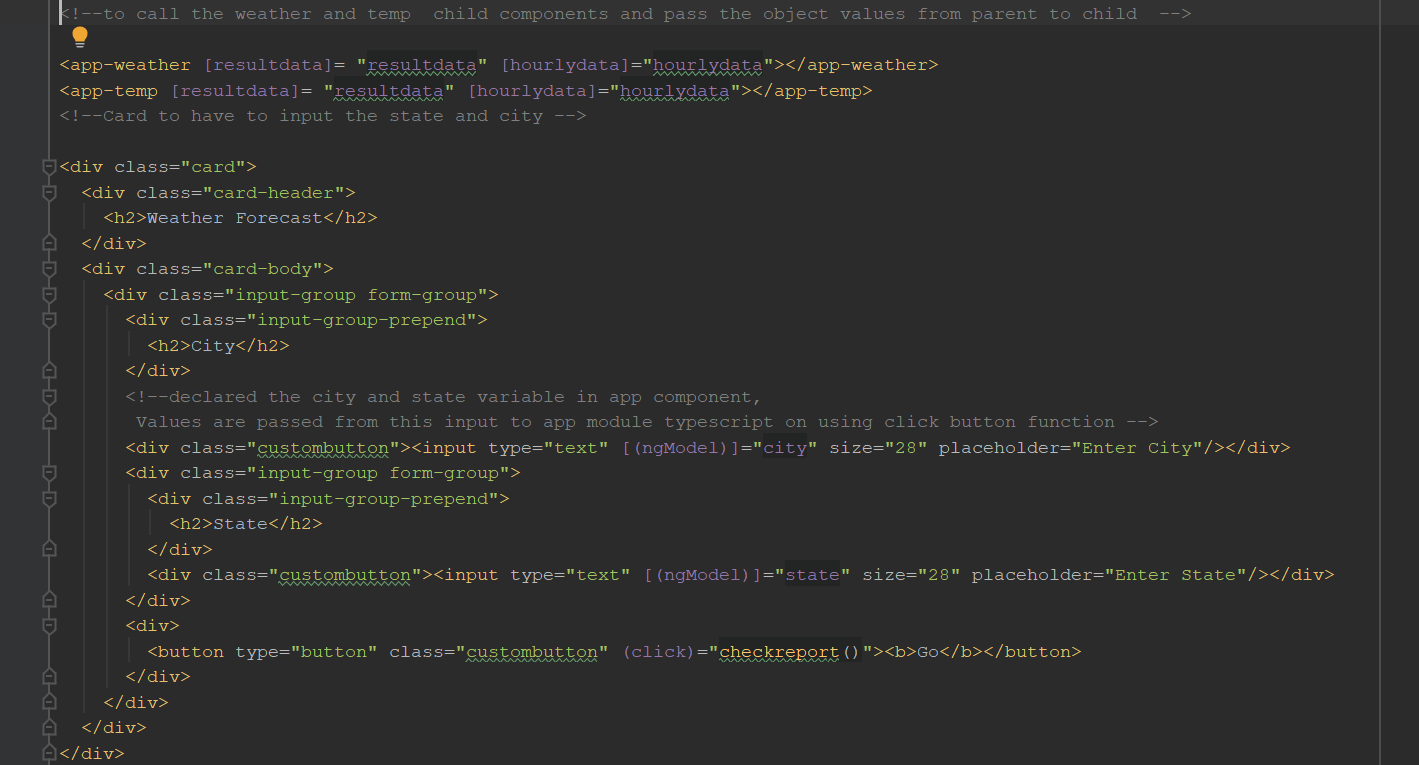 <!--to call the weather and temp  child components and pass the object values from parent to child  -->
<app-weather [resultdata]= "resultdata" [hourlydata]="hourlydata"></app-weather>
<app-temp [resultdata]= "resultdata" [hourlydata]="hourlydata"></app-temp>
<!--Card to have to input the state and city -->
<div class="card">
  <div class="card-header">
    <h2>Weather Forecast</h2>
  </div>
  <div class="card-body">
    <div class="input-group form-group">
      <div class="input-group-prepend">
        <h2>City</h2>
      </div>
      <!--declared the city and state variable in app component,
       Values are passed from this input to app module typescript on using click button function -->
      <div class="custombutton"><input type="text" [(ngModel)]="city" size="28" placeholder="Enter City"/></div>
      <div class="input-group form-group">
        <div class="input-group-prepend">
          <h2>State</h2>
        </div>
        <div class="custombutton"><input type="text" [(ngModel)]="state" size="28" placeholder="Enter State"/></div>
      </div>
      <div>
        <button type="button" class="custombutton" (click)="checkreport()"><b>Go</b></button>
      </div>
    </div>
  </div>
</div>